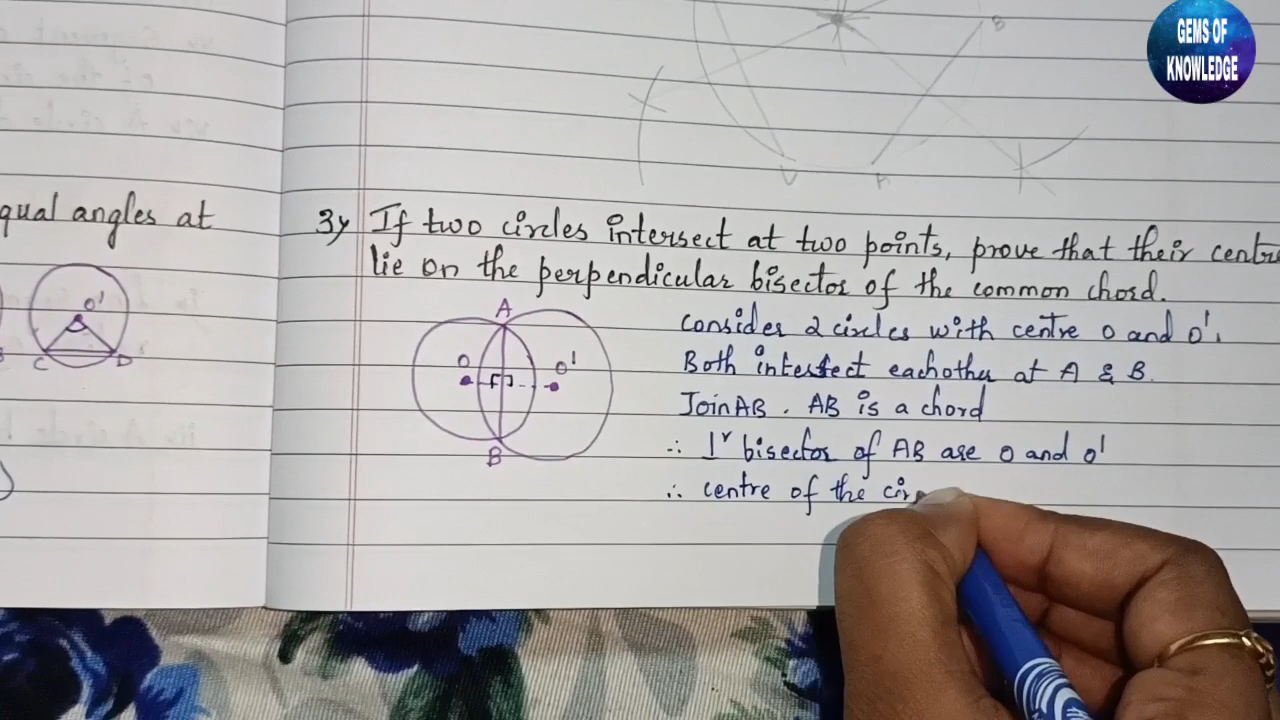 GEMS OF
KNOWLEDGE
B
qual angles at
O'
C D
3) If two circles intersect at two points, prove that their centre
lie on the perpendicular bisector of the common chord.
A
O O'
B
Consider 2 circles with centre O and O'.
Both intersect eachother at A & B.
Join AB. AB is a chord
∴ ⊥r bisector of AB are O and O'
∴ centre of the cir